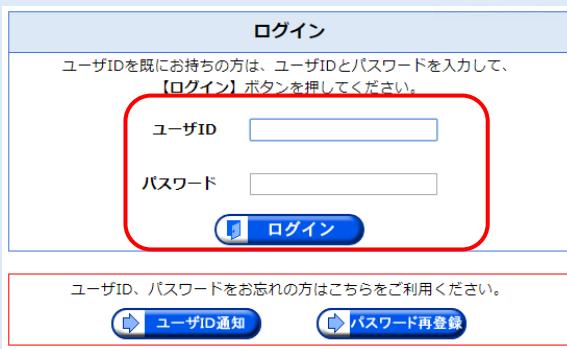 ログイン
ユーザIDを既にお持ちの方は、ユーザIDとパスワードを入力して、
【ログイン】ボタンを押してください。
ユーザID
パスワード
ログイン
ユーザID、パスワードをお忘れの方はこちらをご利用ください。
ユーザID通知 パスワード再登録